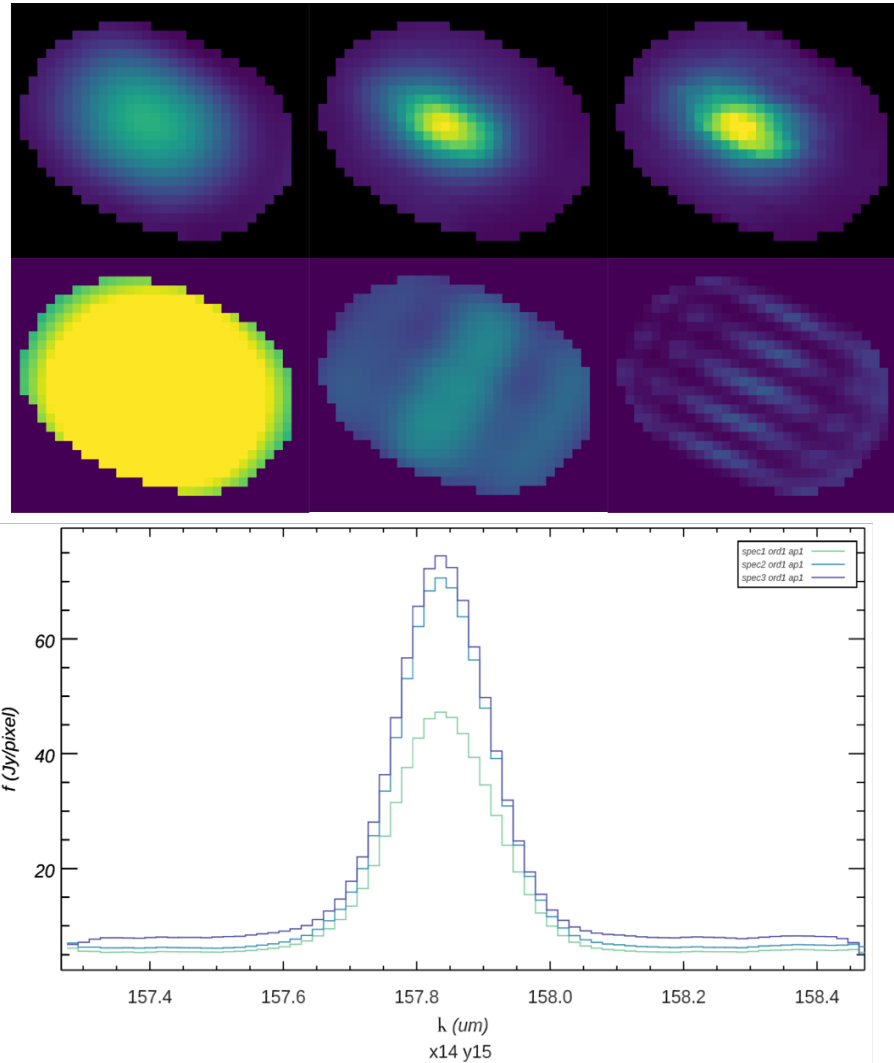 spec1 ord1 ap1
spec2 ord1 ap1
spec3 ord1 ap1
60
40
20
f (Jy/pixel)
157.4 157.6 157.8 158.0 158.2 158.4
λ (um)
x14 y15